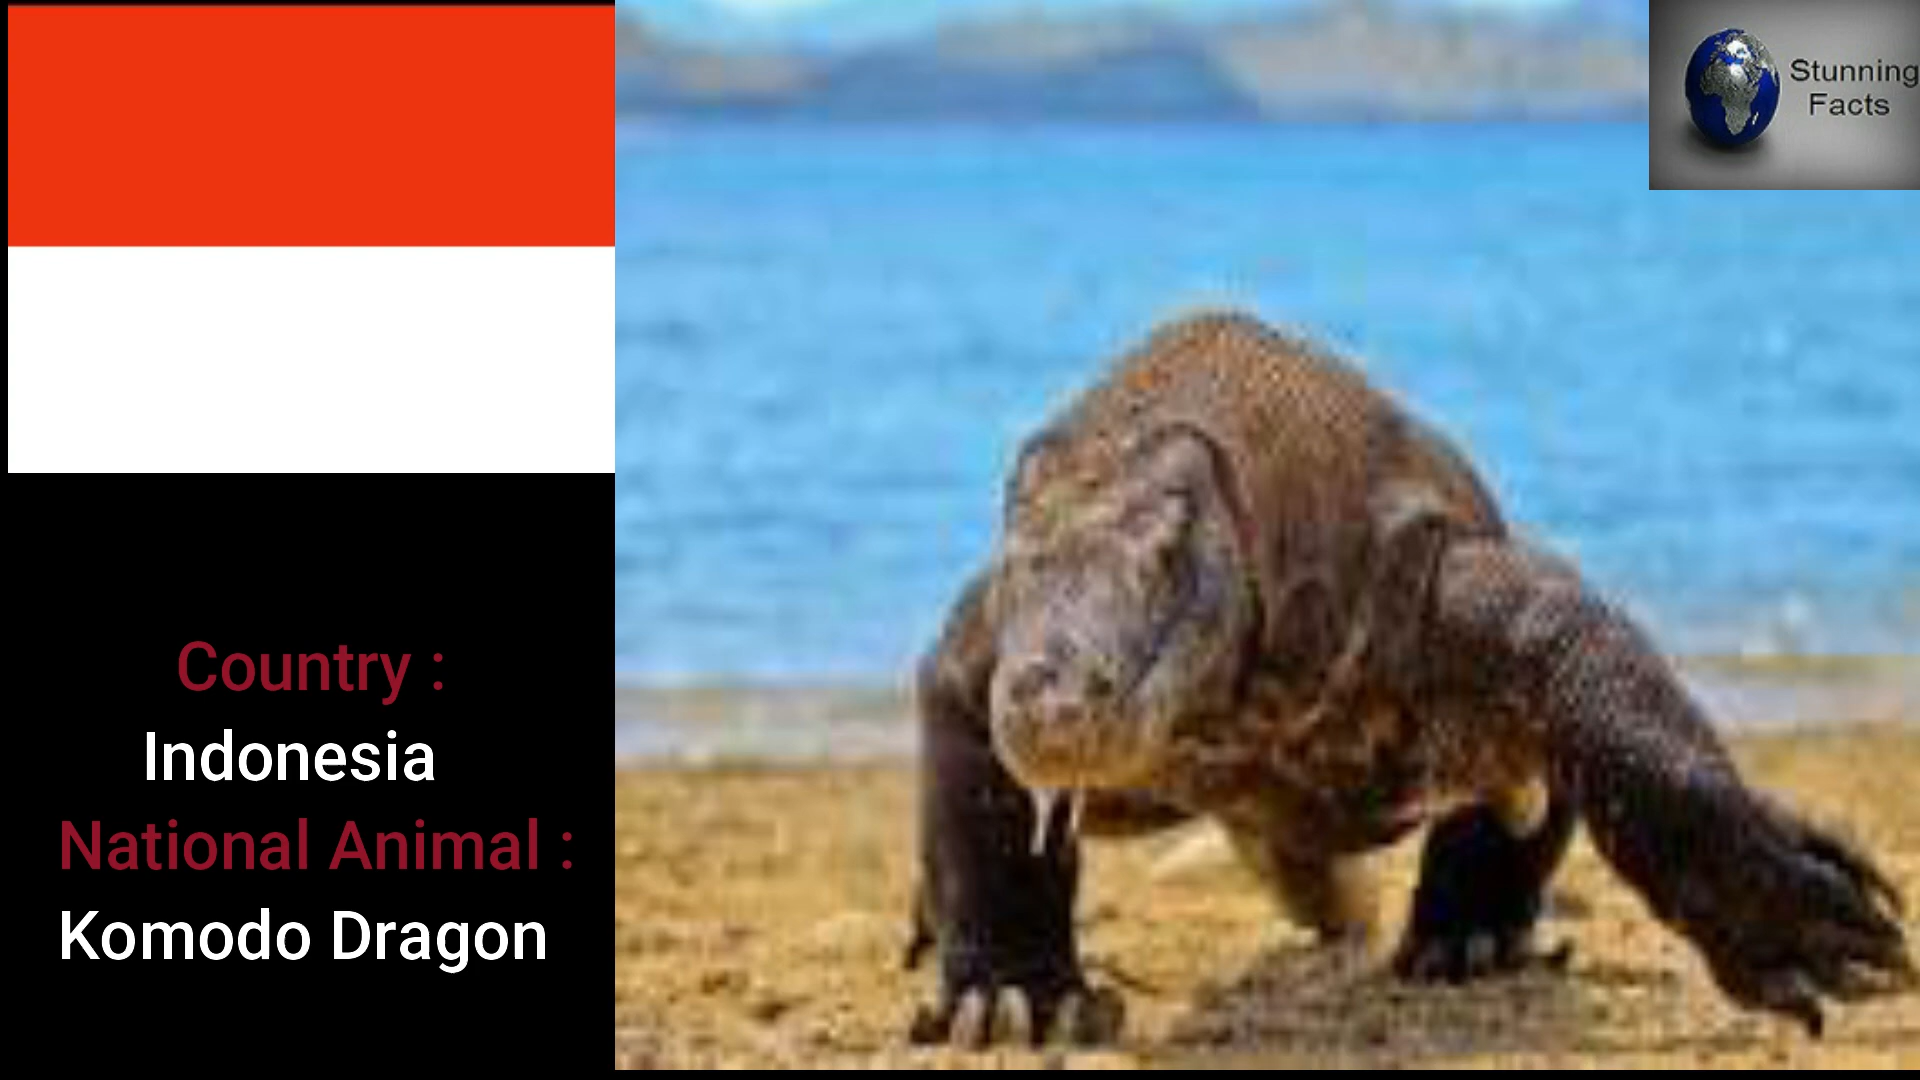 Stunning
Facts
Country :
Indonesia
National Animal :
Komodo Dragon